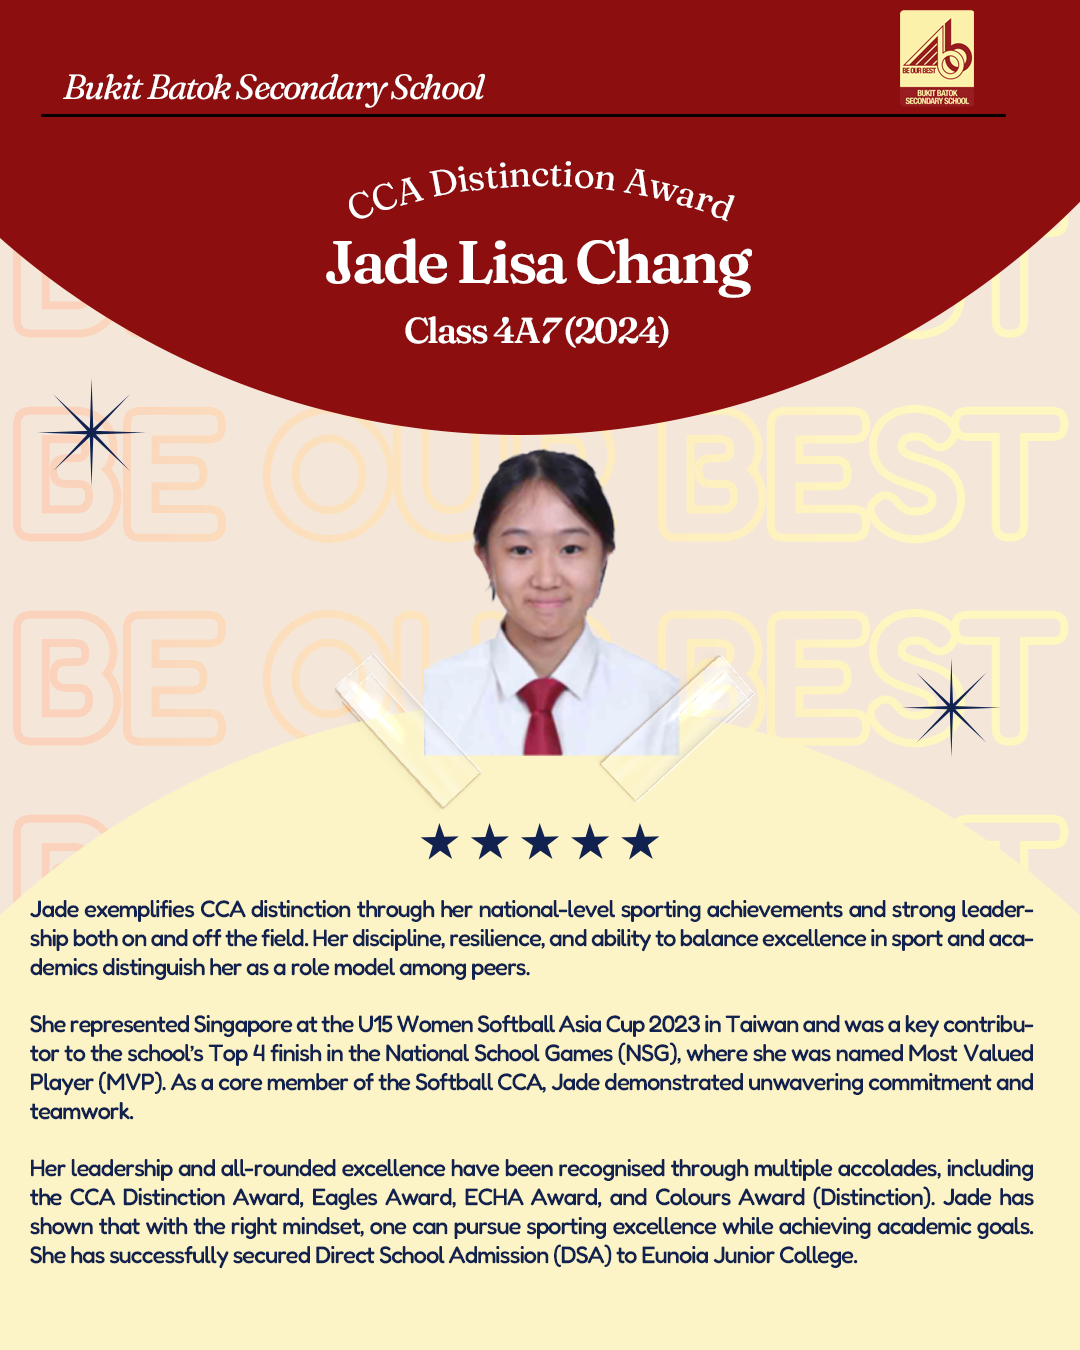 Bukit Batok Secondary School
BE OUR BEST
BUKIT BATOK
SECONDARY SCHOOL
CCA Distinction Award
Jade Lisa Chang
Class 4A7 (2024)
BE OUR BEST
BE OUR BEST
Jade exemplifies CCA distinction through her national-level sporting achievements and strong leader-
ship both on and off the field. Her discipline, resilience, and ability to balance excellence in sport and aca-
demics distinguish her as a role model among peers.
She represented Singapore at the U15 Women Softball Asia Cup 2023 in Taiwan and was a key contribu-
tor to the school's Top 4 finish in the National School Games (NSG), where she was named Most Valued
Player (MVP). As a core member of the Softball CCA, Jade demonstrated unwavering commitment and
teamwork.
Her leadership and all-rounded excellence have been recognised through multiple accolades, including
the CCA Distinction Award, Eagles Award, ECHA Award, and Colours Award (Distinction). Jade has
shown that with the right mindset, one can pursue sporting excellence while achieving academic goals.
She has successfully secured Direct School Admission (DSA) to Eunoia Junior College.